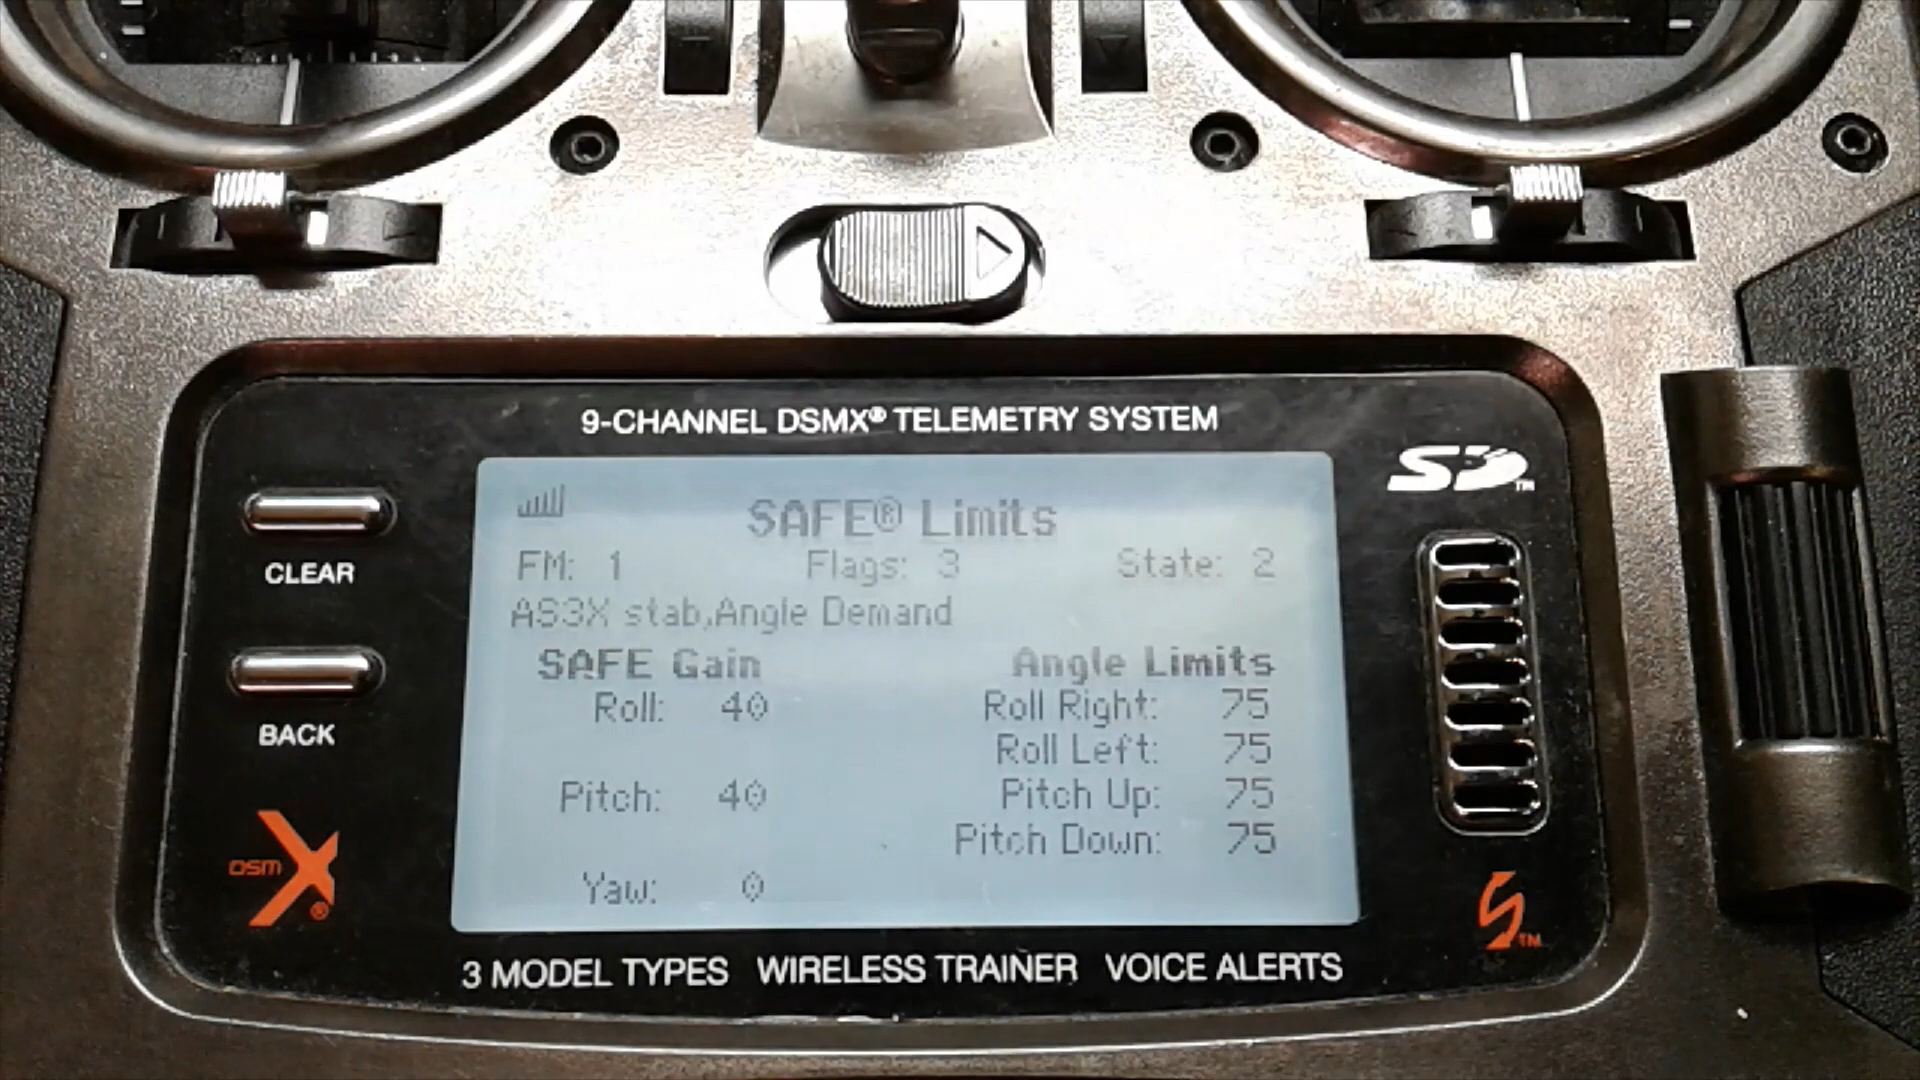 9-CHANNEL DSMX® TELEMETRY SYSTEM
SD™
SAFE® Limits
FM: 1 Flags: 3 State: 2
AS3X stab,Angle Demand
SAFE Gain Angle Limits
Roll: 40 Roll Right: 75
Roll Left: 75
Pitch: 40 Pitch Up: 75
Pitch Down: 75
Yaw: 0
CLEAR
BACK
DSM X®
™
3 MODEL TYPES WIRELESS TRAINER VOICE ALERTS